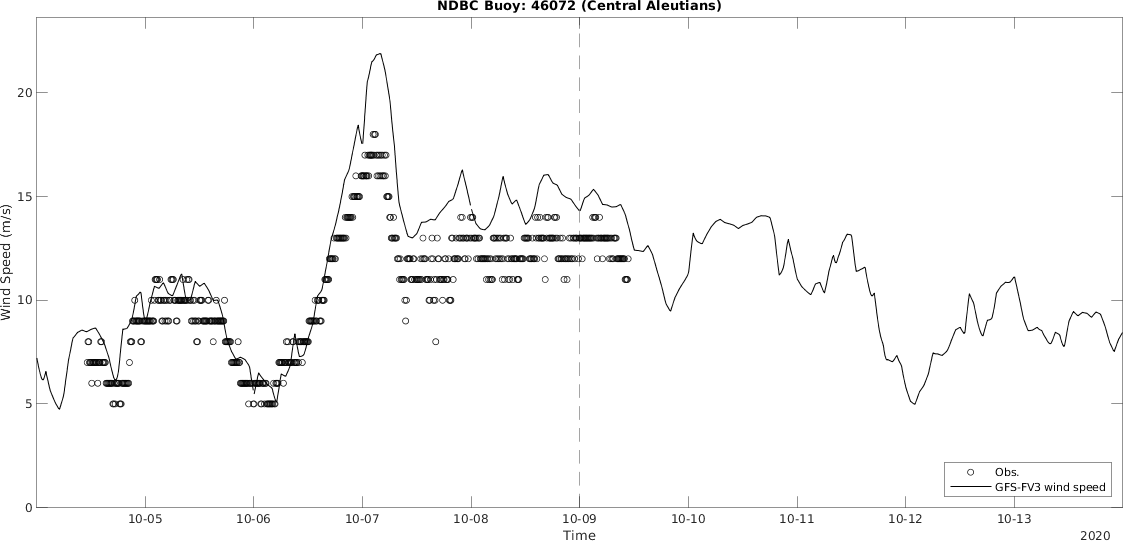 NDBC Buoy: 46072 (Central Aleutians)
20
15
10
5
0
Wind Speed (m/s)
10-05 10-06 10-07 10-08 10-09 10-10 10-11 10-12 10-13
Time
2020
Obs.
GFS-FV3 wind speed